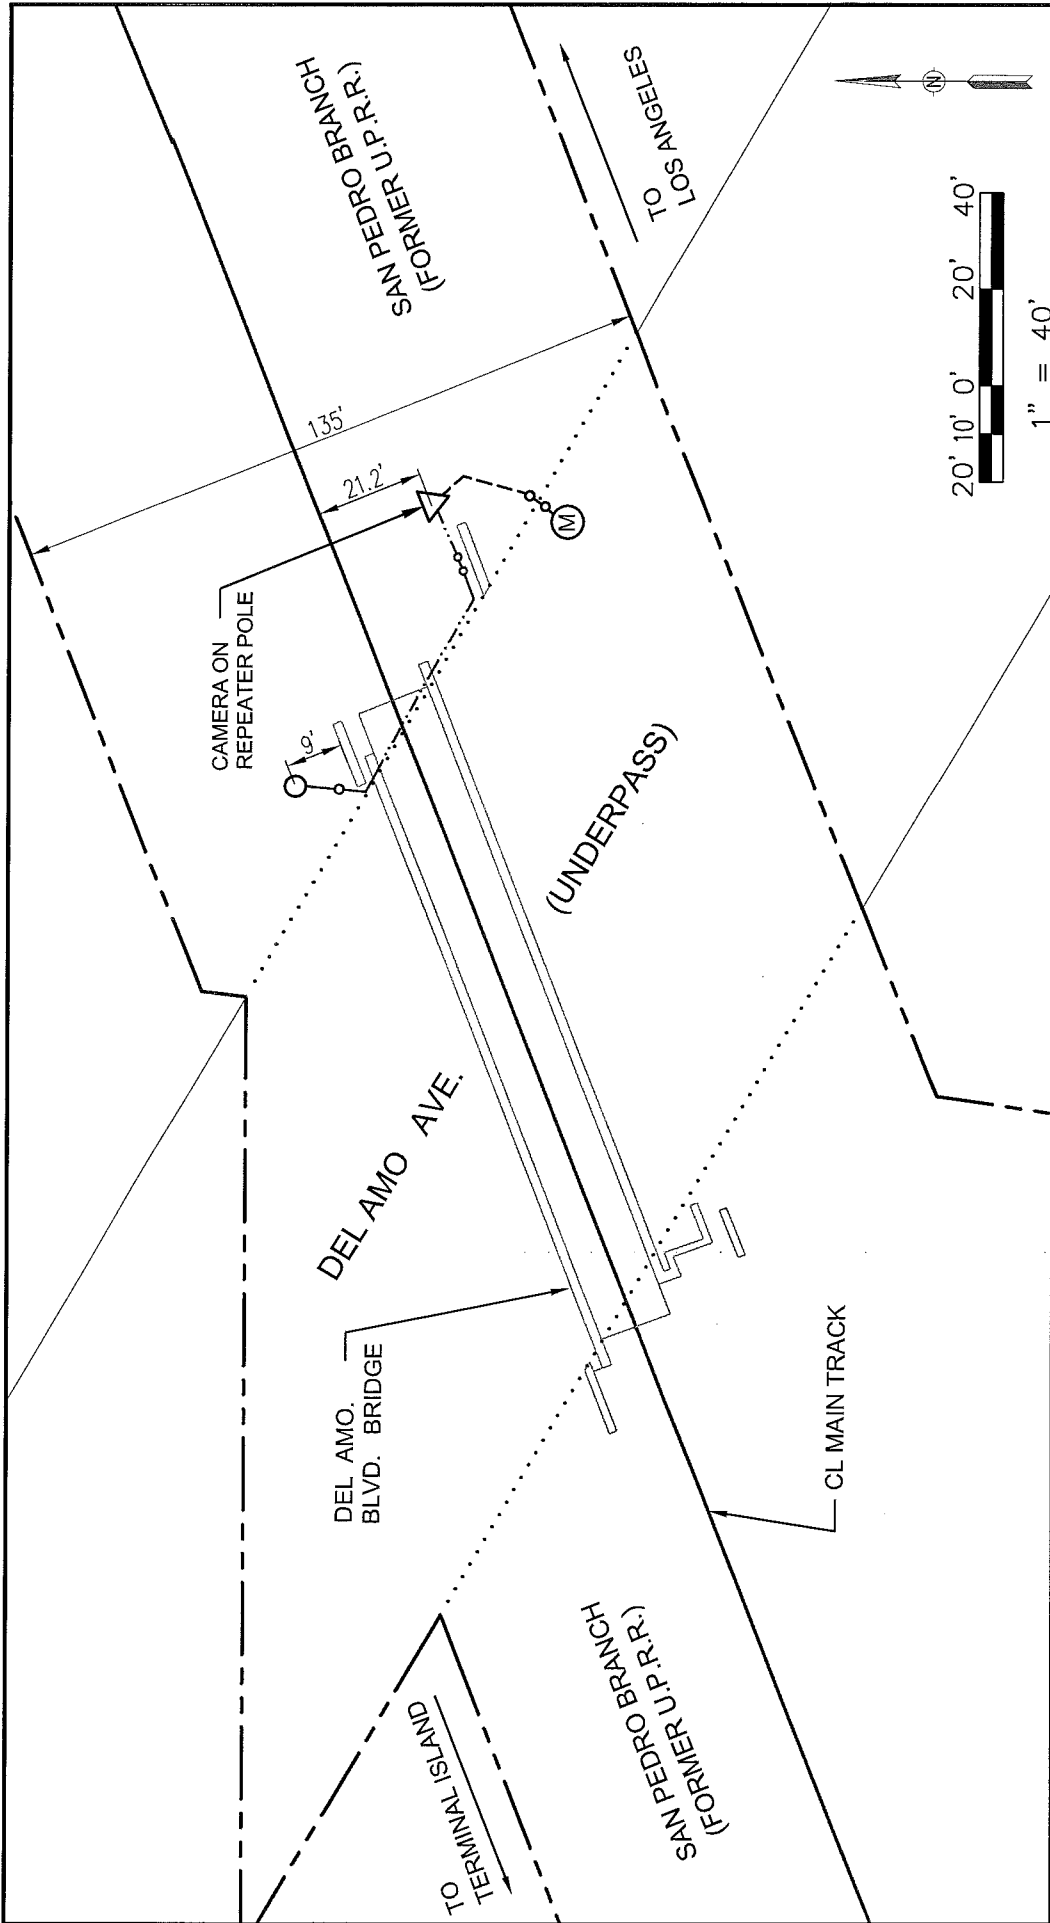 SAN PEDRO BRANCH
(FORMER U.P.R.R.)
TO
LOS ANGELES
N
135'
21.2'
CAMERA ON
REPEATER POLE
9'
M
20' 10' 0' 20' 40'
1" = 40'
(UNDERPASS)
DEL AMO AVE.
DEL AMO.
BLVD. BRIDGE
CL MAIN TRACK
TO
TERMINAL ISLAND
SAN PEDRO BRANCH
(FORMER U.P.R.R.)